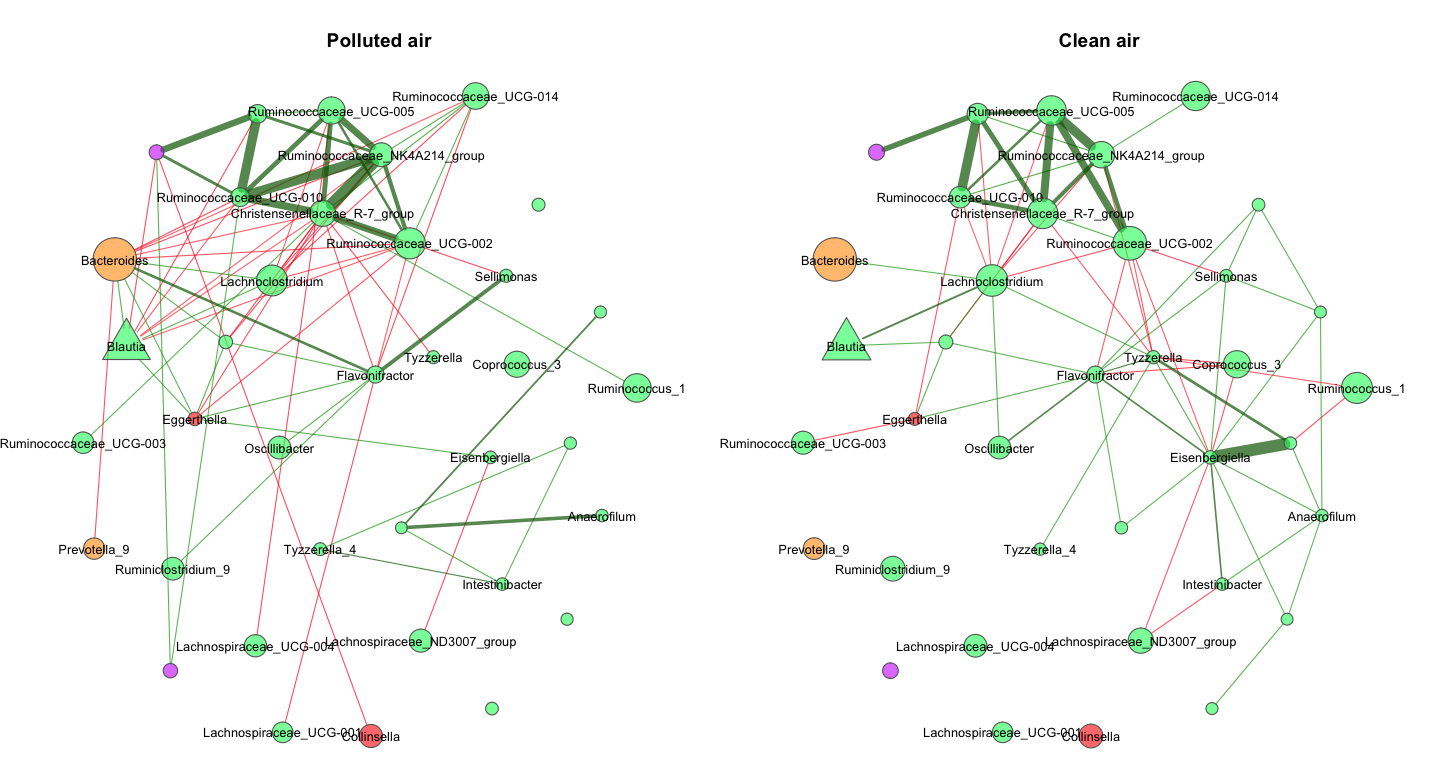 Polluted air
Ruminococcaceae_UCG-014
Ruminococcaceae_UCG-005
Ruminococcaceae_NK4A214_group
Ruminococcaceae_UCG-010
Christensenellaceae_R-7_group
Ruminococcaceae_UCG-002
Bacteroides
Sellimonas
Lachnoclostridium
Blautia
Tyzzerella
Coprococcus_3
Flavonifractor
Ruminococcus_1
Eggerthella
Ruminococcaceae_UCG-003
Oscillibacter
Eisenbergiella
Anaerofilum
Prevotella_9
Tyzzerella_4
Ruminiclostridium_9
Intestinibacter
Lachnospiraceae_UCG-004
Lachnospiraceae_ND3007_group
Lachnospiraceae_UCG-001
Collinsella
Clean air
Ruminococcaceae_UCG-014
Ruminococcaceae_UCG-005
Ruminococcaceae_NK4A214_group
Ruminococcaceae_UCG-010
Christensenellaceae_R-7_group
Ruminococcaceae_UCG-002
Bacteroides
Sellimonas
Lachnoclostridium
Blautia
Tyzzerella
Coprococcus_3
Flavonifractor
Ruminococcus_1
Eggerthella
Ruminococcaceae_UCG-003
Oscillibacter
Eisenbergiella
Anaerofilum
Prevotella_9
Tyzzerella_4
Ruminiclostridium_9
Intestinibacter
Lachnospiraceae_UCG-004
Lachnospiraceae_ND3007_group
Lachnospiraceae_UCG-001
Collinsella